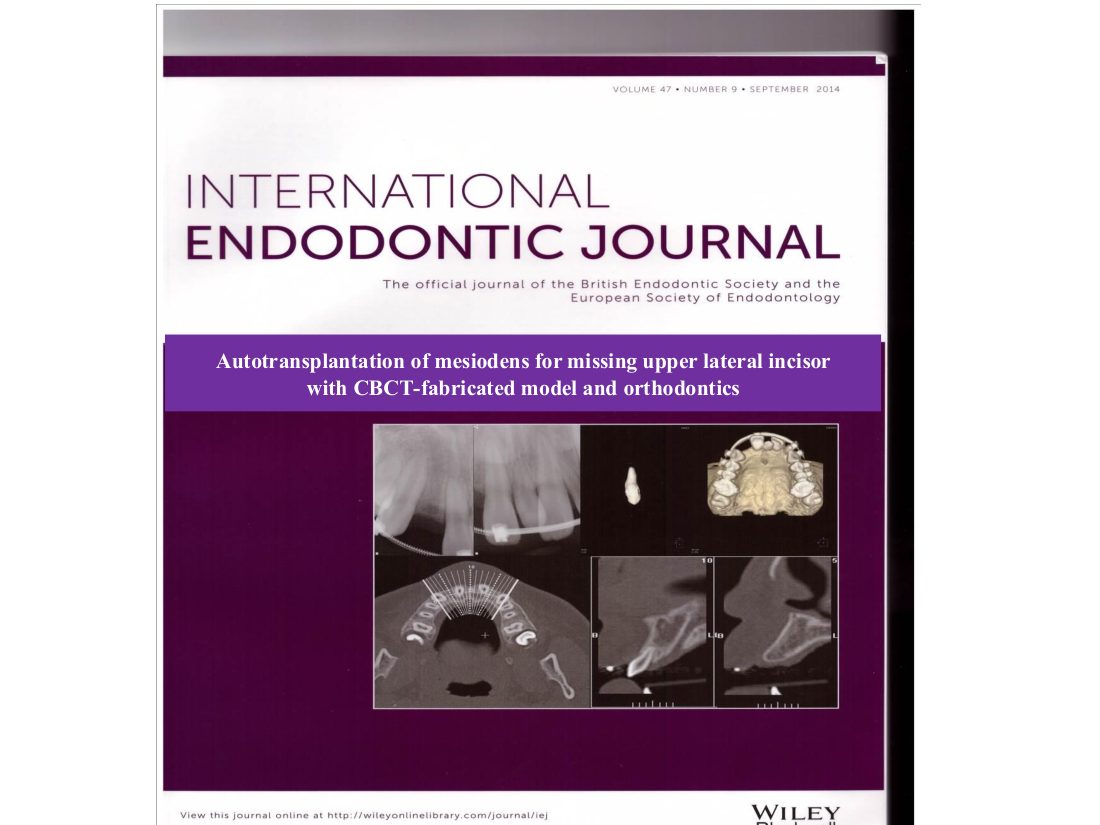 VOLUME 47 • NUMBER 9 • SEPTEMBER 2014
INTERNATIONAL
ENDODONTIC JOURNAL
The official journal of the British Endodontic Society and the
European Society of Endodontology
Autotransplantation of mesiodens for missing upper lateral incisor
with CBCT-fabricated model and orthodontics
10
5
B
L
B
L
View this journal online at http://wileyonlinelibrary.com/journal/iej
WILEY